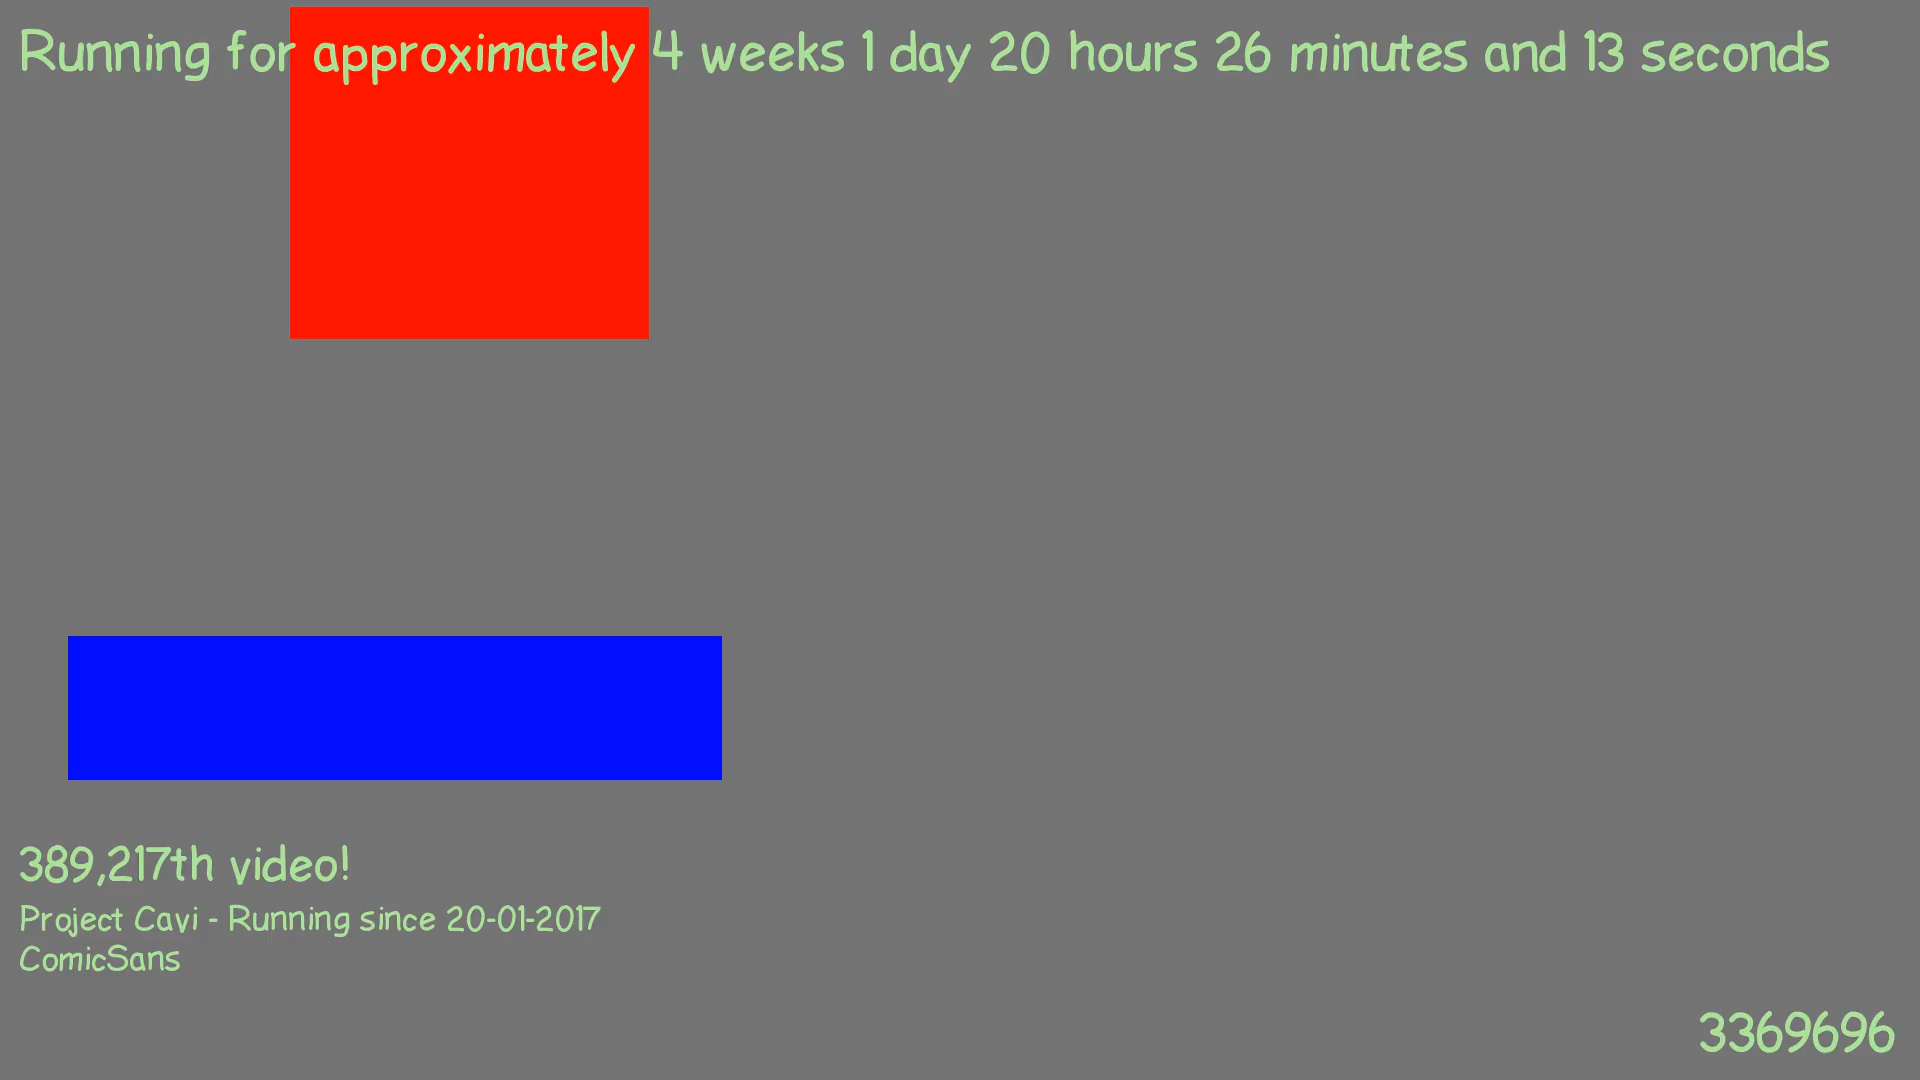 Running for approximately 4 weeks 1 day 20 hours 26 minutes and 13 seconds
389,217th video!
Project Cavi - Running since 20-01-2017
ComicSans
3369696